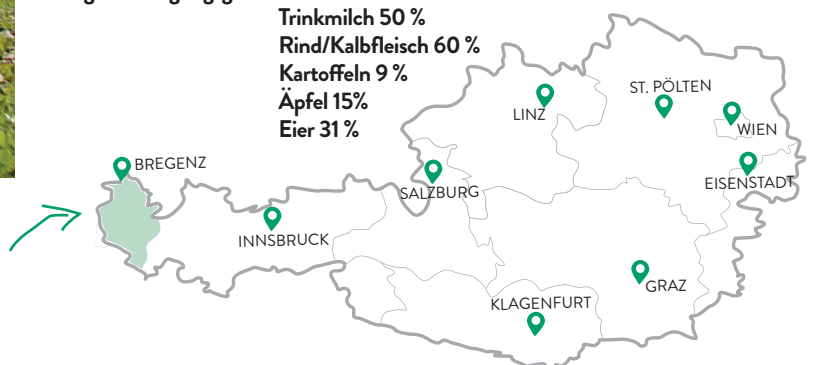 Trinkmilch 50 %
Rind/Kalbfleisch 60 %
Kartoffeln 9 %
Äpfel 15%
Eier 31 %
ST. PÖLTEN
LINZ
WIEN
BREGENZ
EISENSTADT
SALZBURG
INNSBRUCK
GRAZ
KLAGENFURT